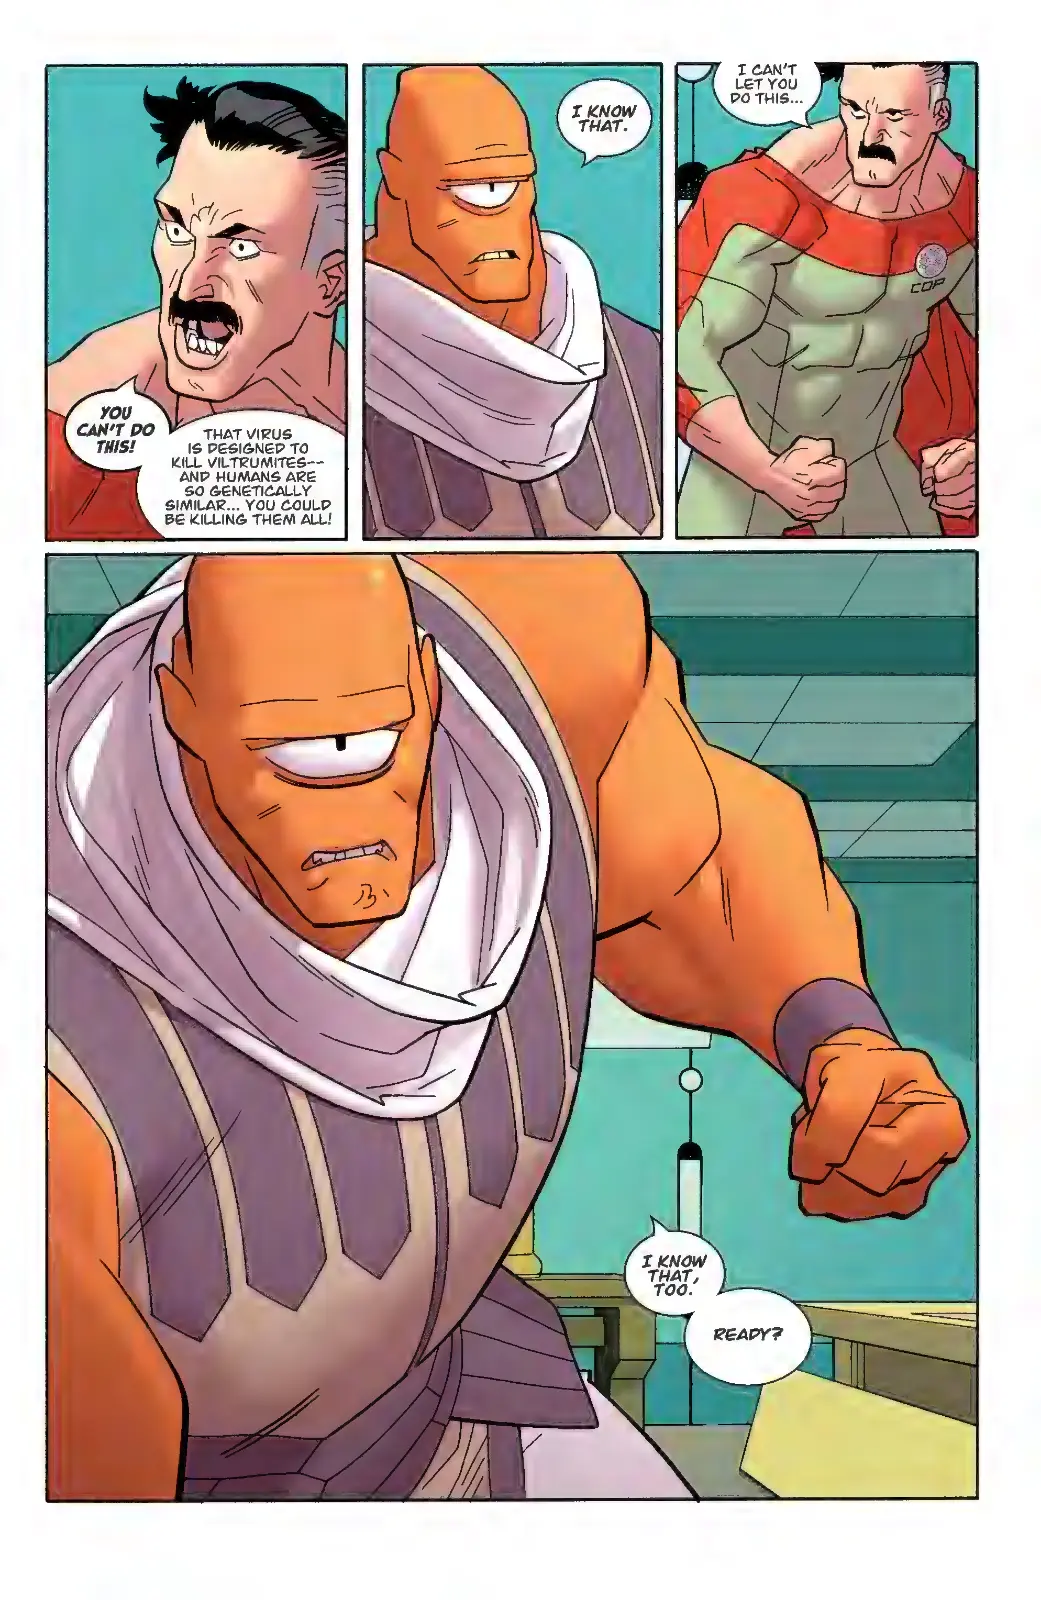 YOU
CAN'T DO
THIS!
THAT VIRUS
IS DESIGNED TO
KILL VILTRUMITES--
AND HUMANS ARE
SO GENETICALLY
SIMILAR... YOU COULD
BE KILLING THEM ALL!
I KNOW
THAT.
I CAN'T
LET YOU
DO THIS...
COP
I KNOW
THAT,
TOO.
READY?